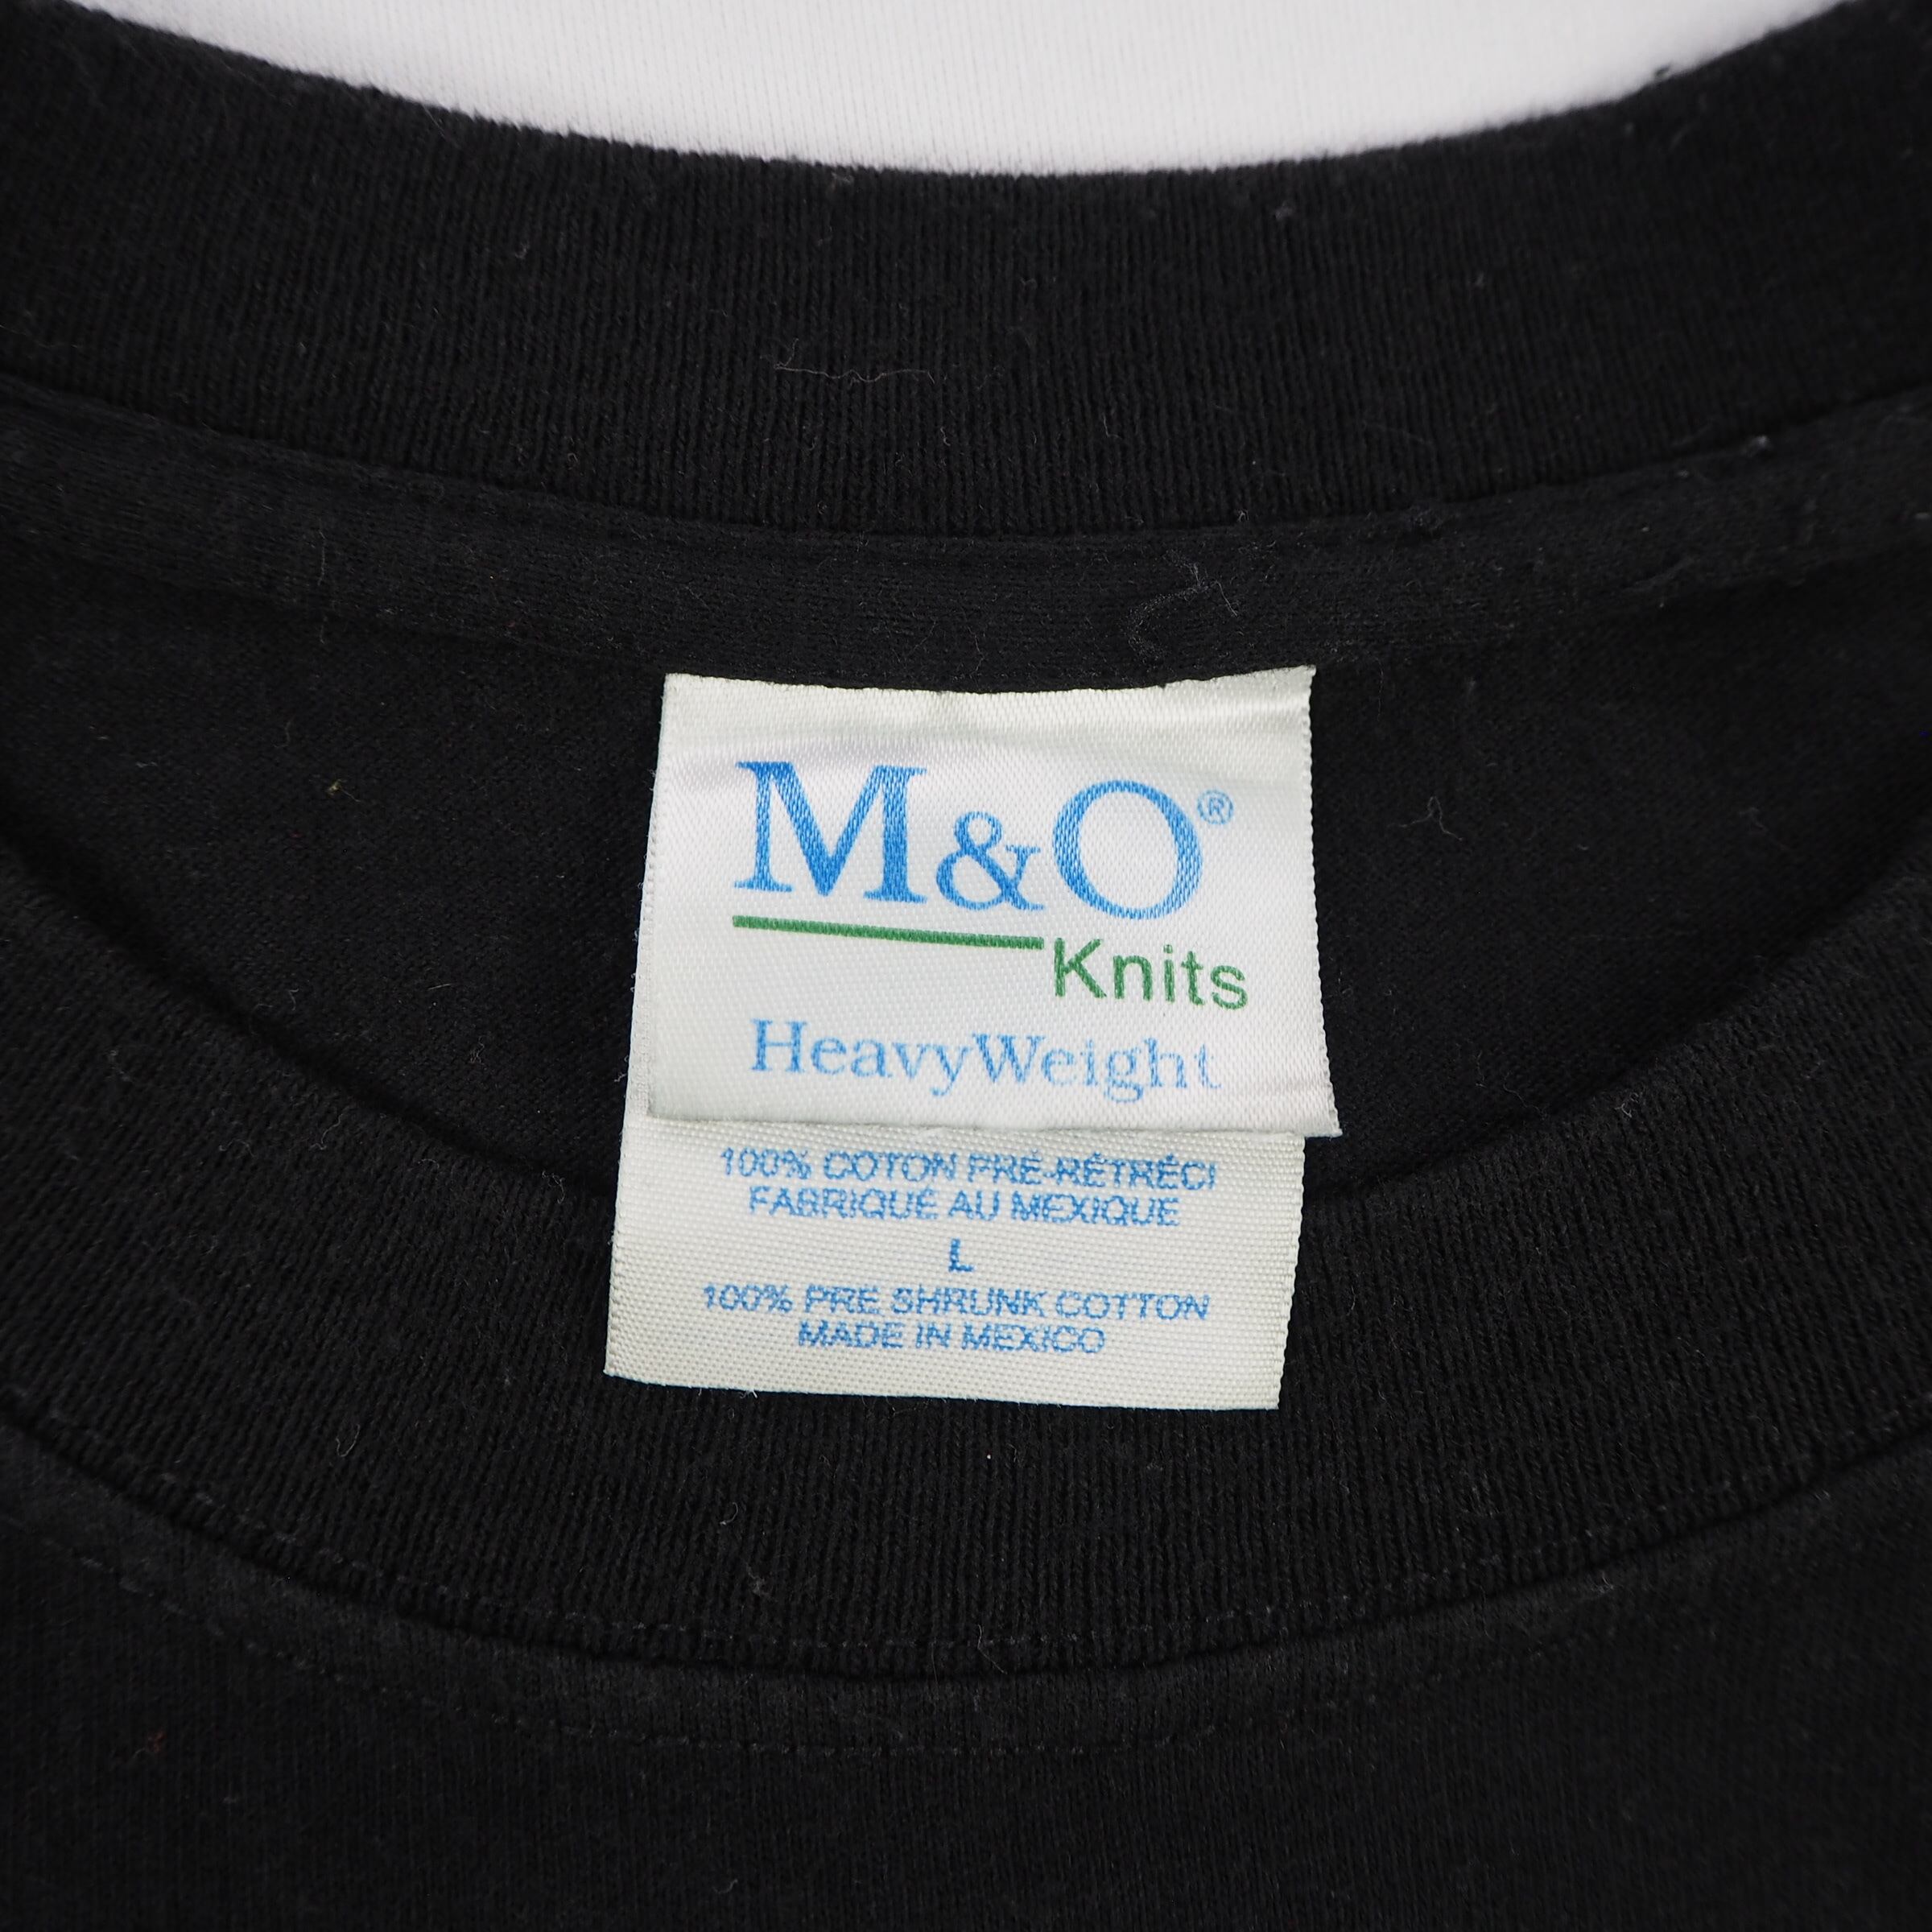 M&O®
Knits
HeavyWeight
100% COTON PRÉ-RÉTRÉCI
FABRIQUÉ AU MEXIQUE
L
100% PRE SHRUNK COTTON
MADE IN MEXICO